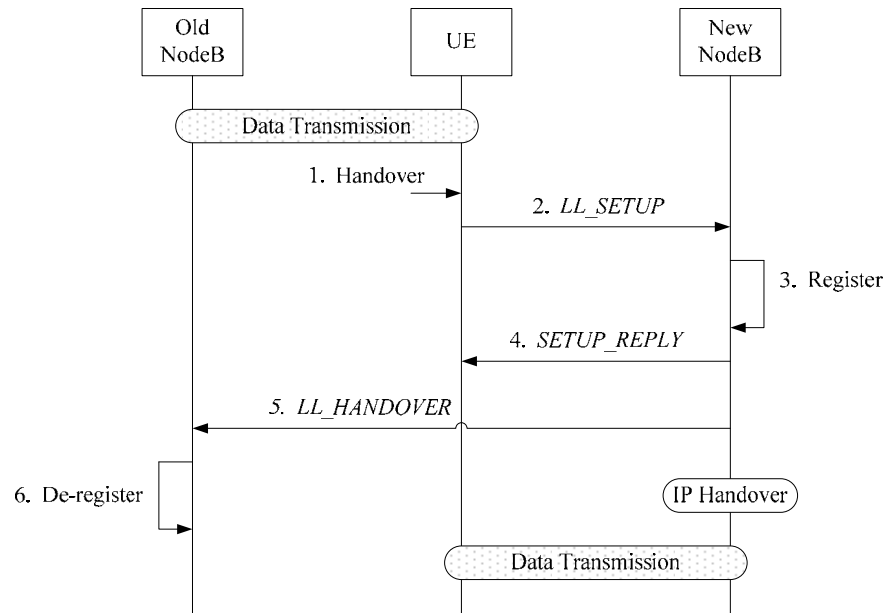 Old
NodeB
UE
New
NodeB
Data Transmission
1. Handover
2. LL_SETUP
3. Register
4. SETUP_REPLY
5. LL_HANDOVER
6. De-register
IP Handover
Data Transmission